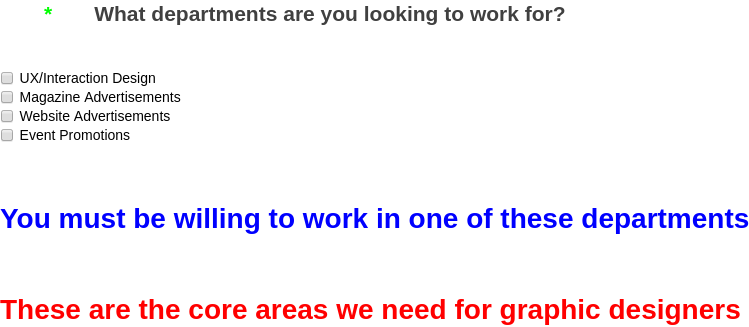 * What departments are you looking to work for?
UX/Interaction Design
Magazine Advertisements
Website Advertisements
Event Promotions
You must be willing to work in one of these departments
These are the core areas we need for graphic designers